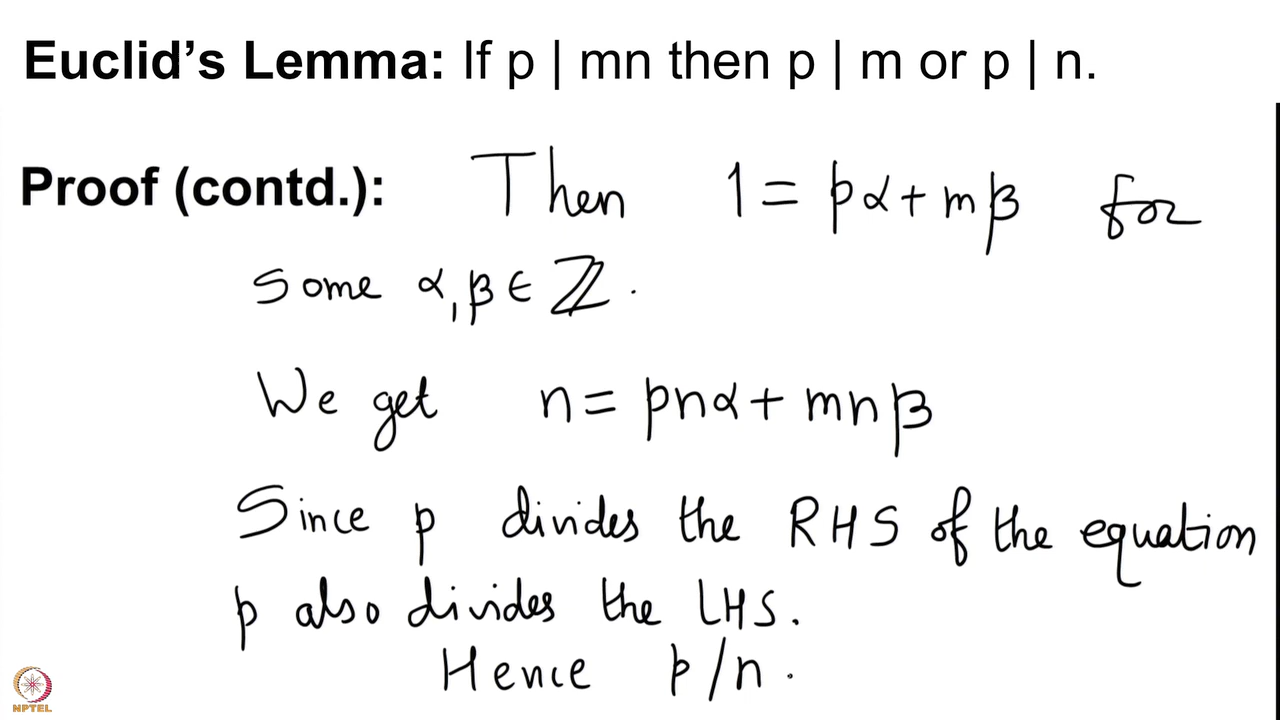 Euclid’s Lemma: If p | mn then p | m or p | n.
Proof (contd.): Then 1 = pα + mβ for
some α, β ∈ ℤ.
We get n = pnα + mnβ
Since p divides the RHS of the equation
p also divides the LHS.
Hence p/n.
NPTEL